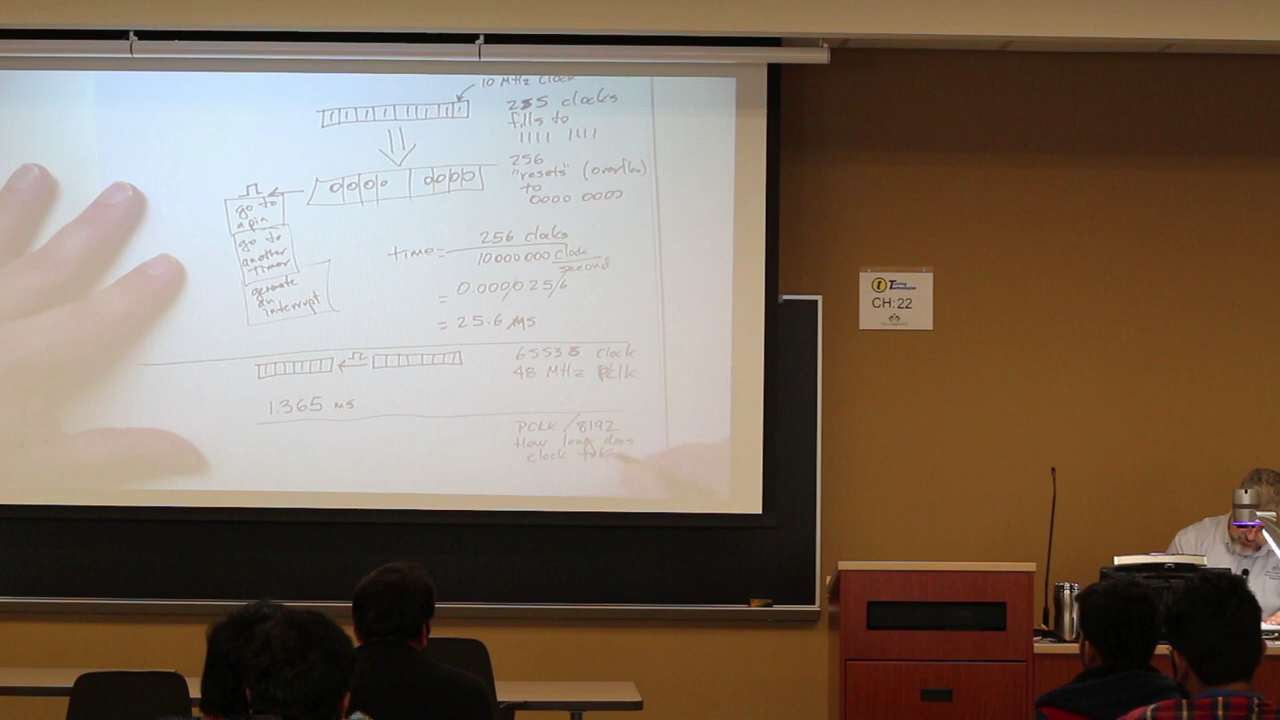 10 MHz Clock
255 clocks
fills to
1111 1111
256
"resets" (overflow)
to
0000 0000
0000 0000
go to
a pin
go to
another
timer
generate
an
interrupt
time = 256 clocks
10000000 clock
second
= 0.0000256
= 25.6 µs
65535 clock
48 MHz Pclk
1.365 ms
PCLK/8192
How long does
clock
Turning
Technologies
CH: 22